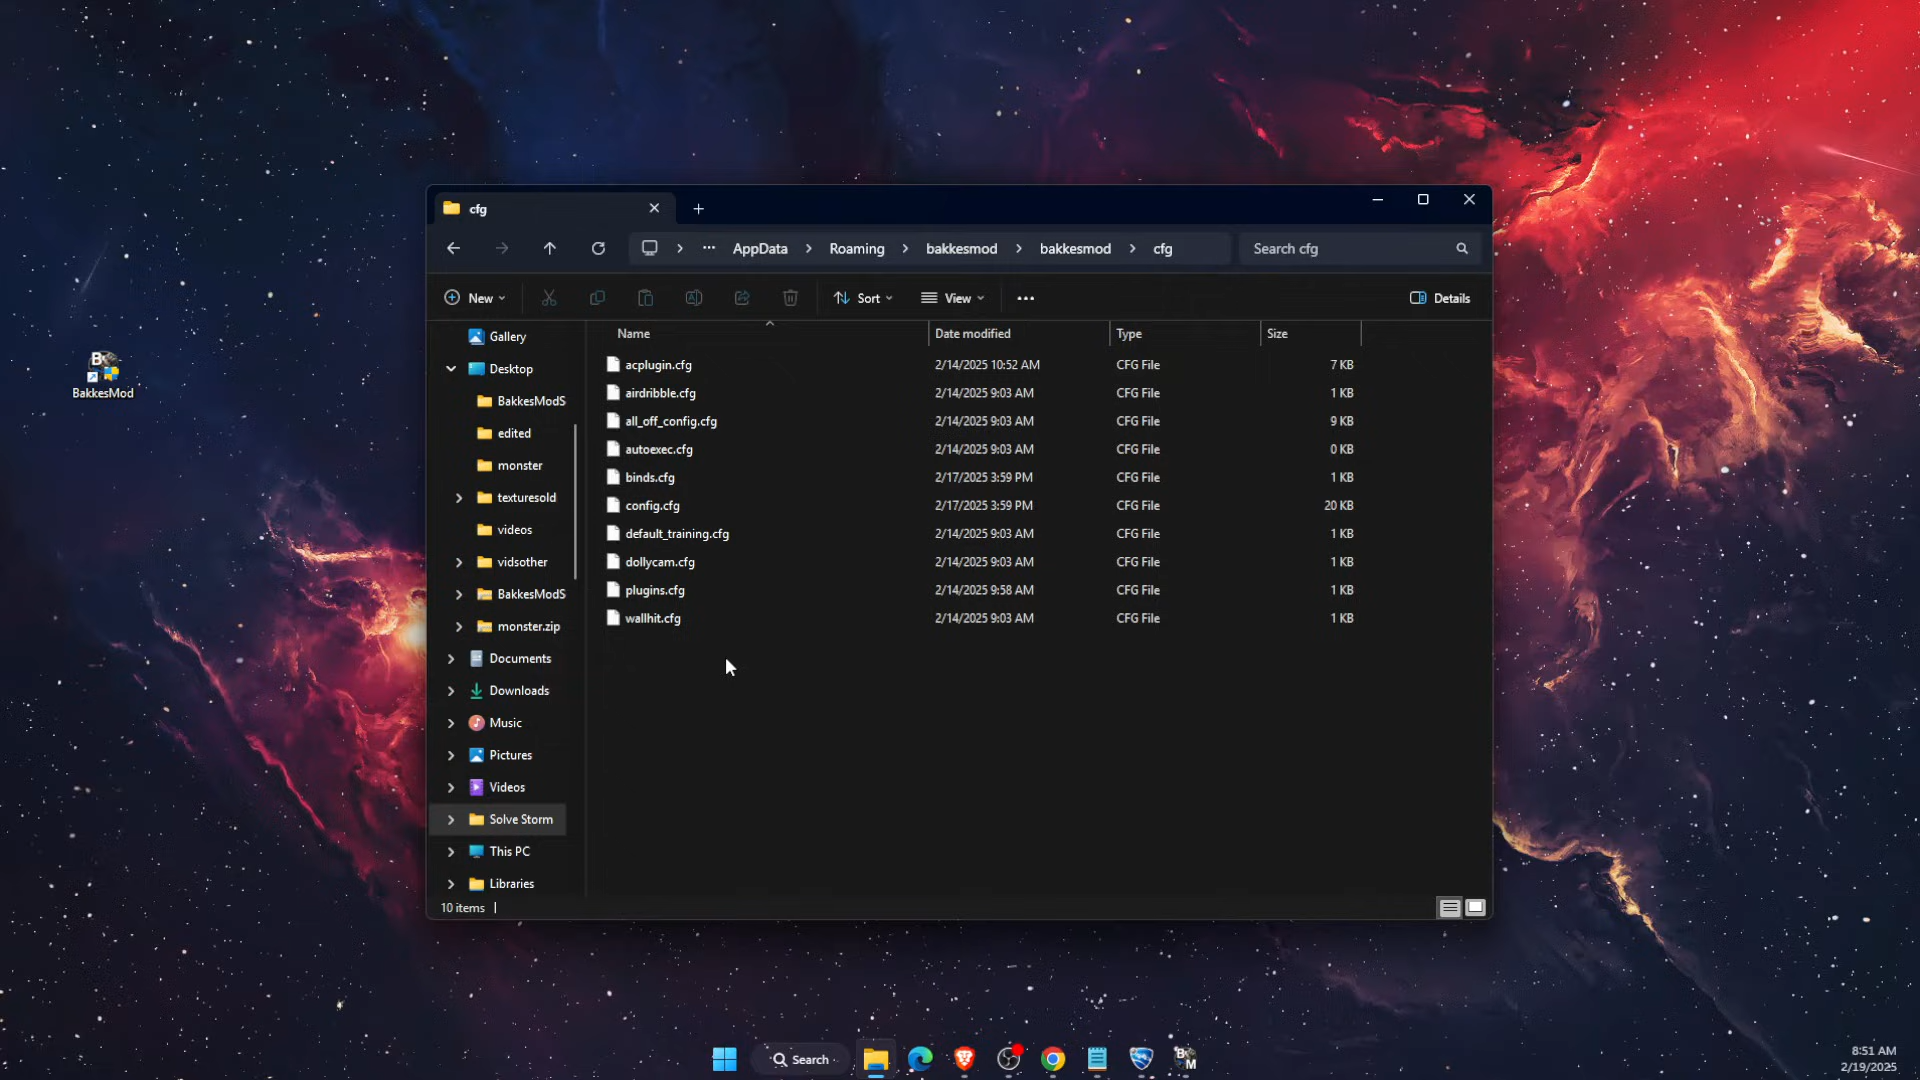 cfg
AppData Roaming bakkesmod bakkesmod cfg
Search cfg
New
Sort
View
Details
Name Date modified Type Size
Gallery
Desktop
BakkesModS
edited
monster
texturesold
videos
vidsother
BakkesModS
monster.zip
Documents
Downloads
Music
Pictures
Videos
Solve Storm
This PC
Libraries
acplugin.cfg 2/14/2025 10:52 AM CFG File 7 KB
airdribble.cfg 2/14/2025 9:03 AM CFG File 1 KB
all_off_config.cfg 2/14/2025 9:03 AM CFG File 9 KB
autoexec.cfg 2/14/2025 9:03 AM CFG File 0 KB
binds.cfg 2/17/2025 3:59 PM CFG File 1 KB
config.cfg 2/17/2025 3:59 PM CFG File 20 KB
default_training.cfg 2/14/2025 9:03 AM CFG File 1 KB
dollycam.cfg 2/14/2025 9:03 AM CFG File 1 KB
plugins.cfg 2/14/2025 9:58 AM CFG File 1 KB
wallhit.cfg 2/14/2025 9:03 AM CFG File 1 KB
10 items
BakkesMod
Search
8:51 AM
2/19/2025